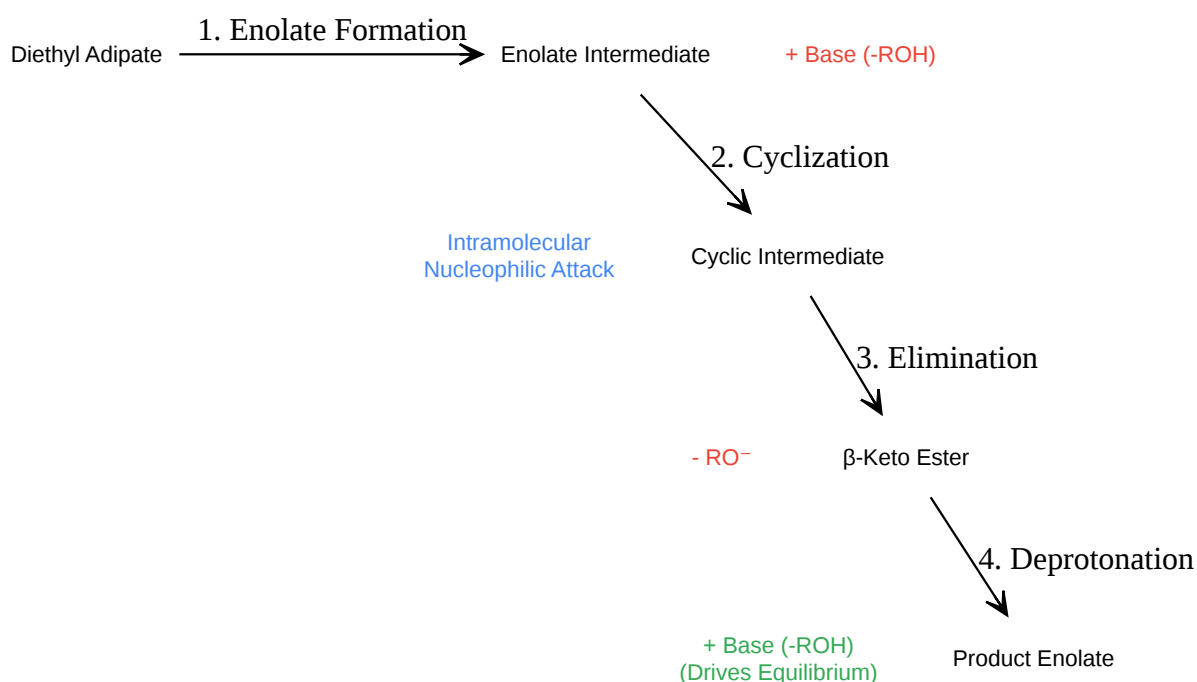 1. Enolate Formation
Diethyl Adipate
Enolate Intermediate
+ Base (-ROH)
2. Cyclization
Intramolecular
Nucleophilic Attack
Cyclic Intermediate
3. Elimination
- RO⁻
β-Keto Ester
4. Deprotonation
+ Base (-ROH)
(Drives Equilibrium)
Product Enolate